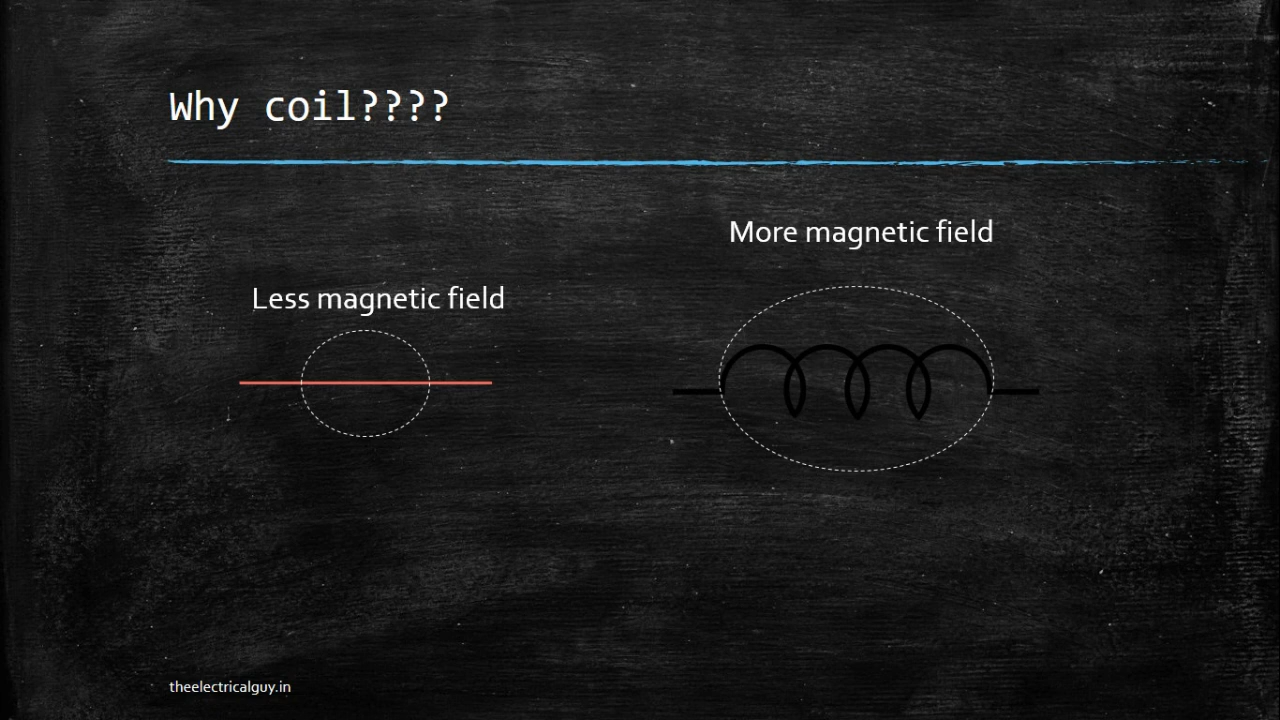 Why coil????
More magnetic field
Less magnetic field
theelectricalguy.in